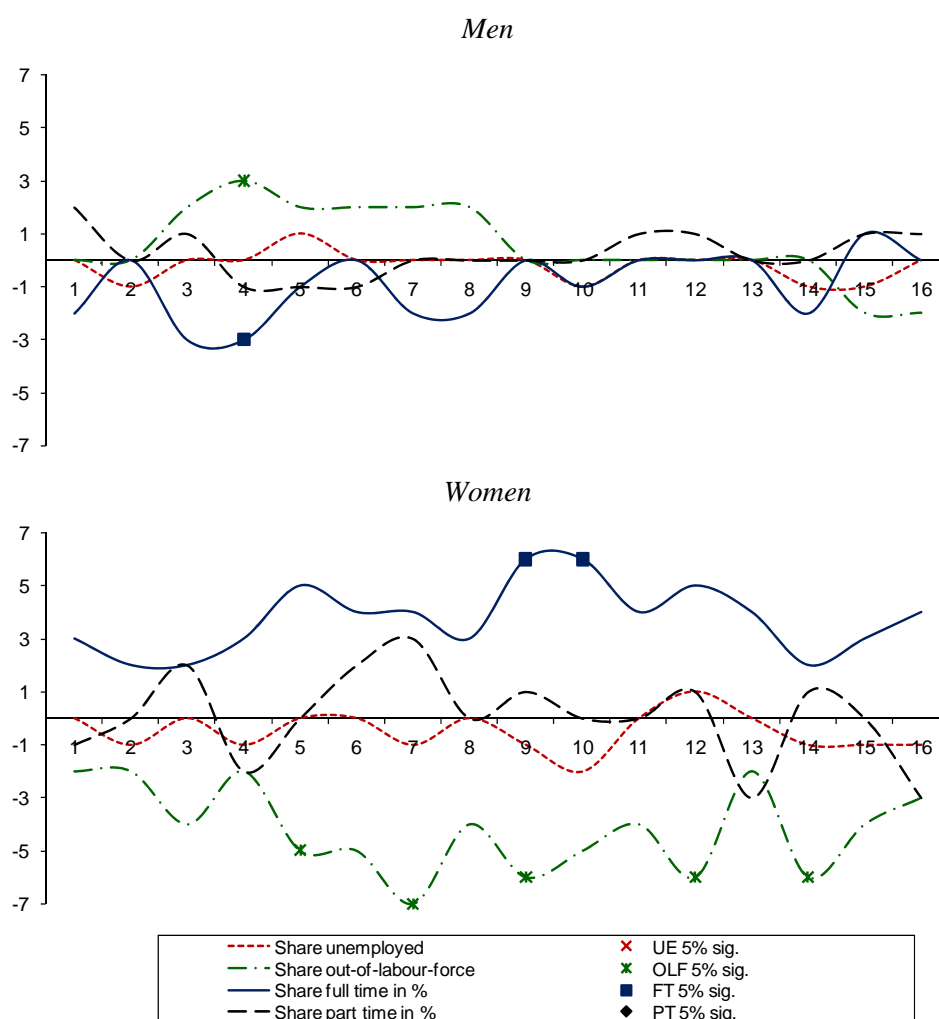 Men
7
5
3
1
-1
1 2 3 4 5 6 7 8 9 10 11 12 13 14 15 16
-3
-5
-7
Women
7
5
3
1
-1
1 2 3 4 5 6 7 8 9 10 11 12 13 14 15 16
-3
-5
-7
Share unemployed UE 5% sig.
Share out-of-labour-force OLF 5% sig.
Share full time in % FT 5% sig.
Share part time in % PT 5% sig.